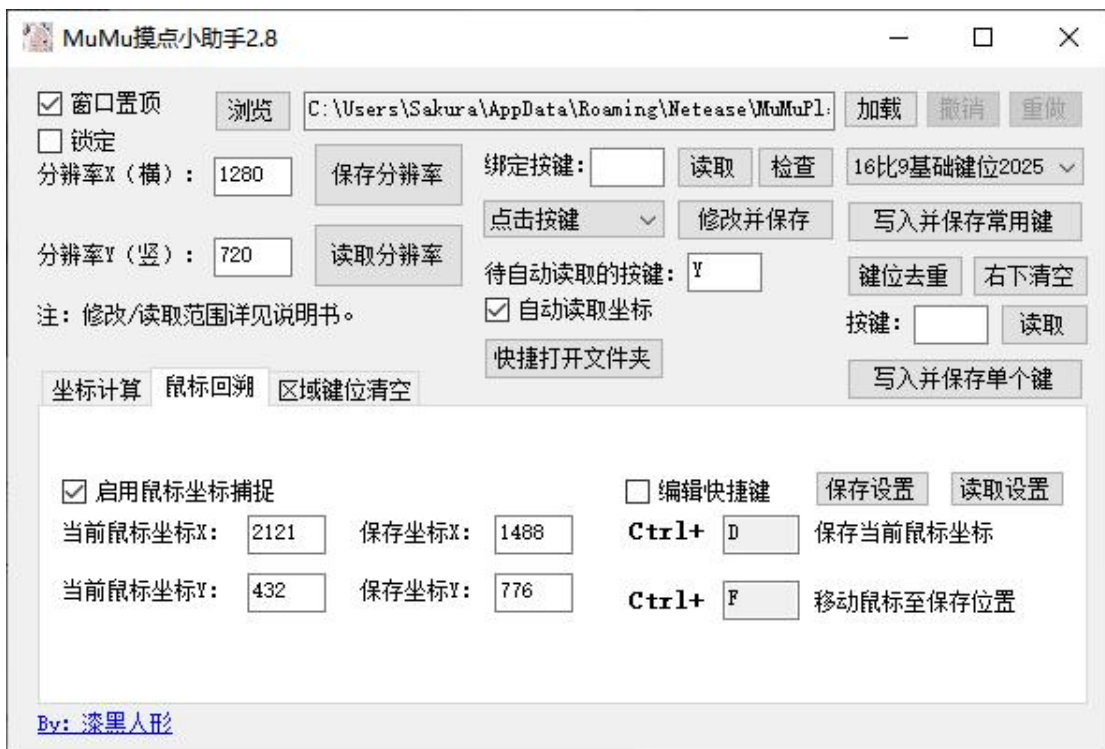 MuMu摸点小助手2.8
窗口置顶 浏览 C:\Users\Sakura\AppData\Roaming\Netease\MuMuPl 加载 撤销 重做
锁定
分辨率X（横）： 1280 保存分辨率 绑定按键: 读取 检查 16比9基础键位2025
点击按键 修改并保存 写入并保存常用键
分辨率Y（竖）： 720 读取分辨率 待自动读取的按键: Y 键位去重 右下清空
注: 修改/读取范围详见说明书。 自动读取坐标 按键: 读取
快捷打开文件夹 写入并保存单个键
坐标计算 鼠标回溯 区域键位清空
启用鼠标坐标捕捉 编辑快捷键 保存设置 读取设置
当前鼠标坐标X: 2121 保存坐标X: 1488 Ctrl+ D 保存当前鼠标坐标
当前鼠标坐标Y: 432 保存坐标Y: 776 Ctrl+ F 移动鼠标至保存位置
By: 漆黑人形